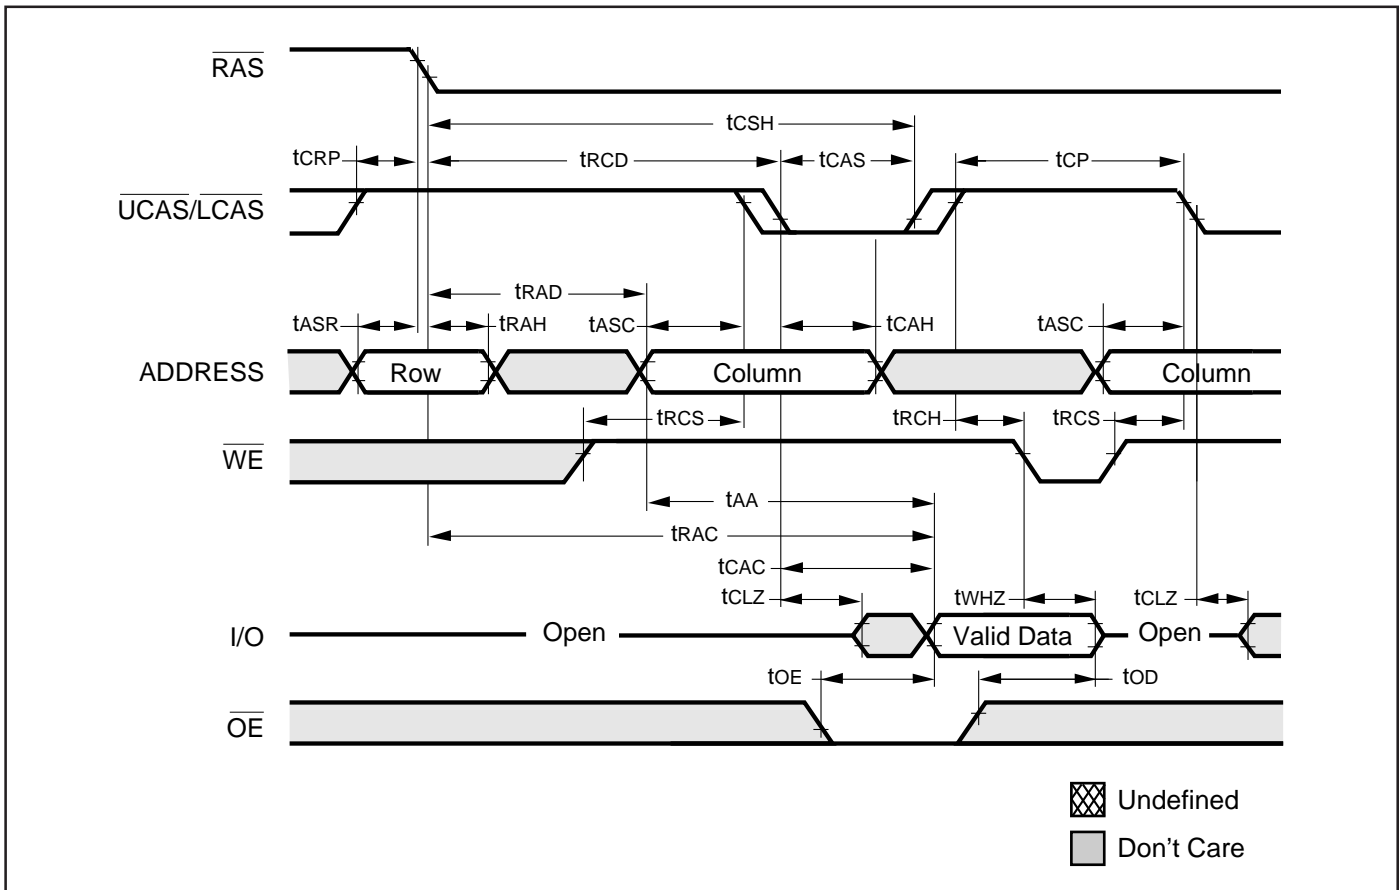 RAS
tCSH
tCRP tRCD tCAS tCP
UCAS/LCAS
tRAD
tASR tRAH tASC tCAH tASC
ADDRESS Row Column Column
tRCS tRCH tRCS
WE
tAA
tRAC
tCAC
tCLZ tWHZ tCLZ
I/O Open Valid Data Open
tOE tOD
OE
Undefined
Don't Care